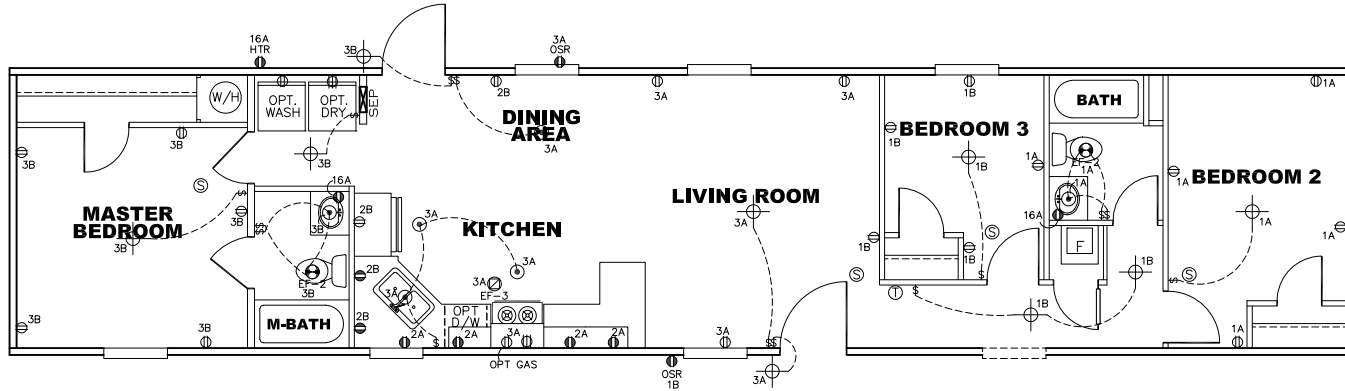 16A
HTR
3B
3A
OSR
W/H
OPT.
WASH
OPT.
DRY
SEP
2B
3A
3A
1B
1A
DINING
AREA
3A
BATH
BEDROOM 3
1B
1B
1A
EF-2
1A
1A
1A
BEDROOM 2
3B
3B
3B
S
16A
MASTER
BEDROOM
3B
3B
$
$$
3B
2B
3A
KITCHEN
LIVING ROOM
3A
16A
$$
1A
1A
F
S
1B
1B
S
S
T
1B
1B
$
$
EF-2
3B
2B
3A
3A
3A
EF-3
M-BATH
3B
3B
2B
2A
OPT
D/W
2A
3A
OPT GAS
2A
2A
3A
$$
3A
OSR
1B
1A
$
$
$
$$